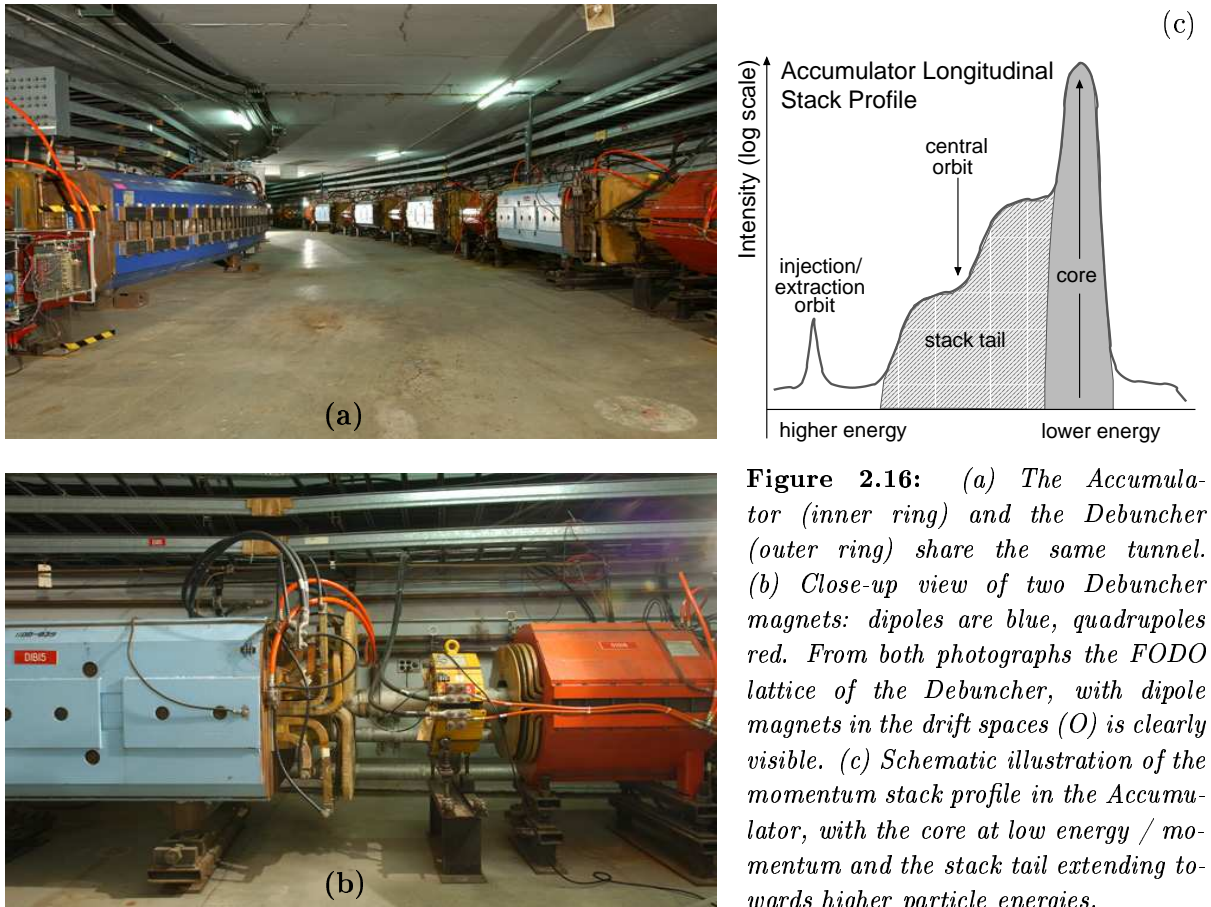 (a)
(c)
Accumulator Longitudinal
Stack Profile
Intensity (log scale)
central
orbit
injection/
extraction
orbit
core
stack tail
higher energy
lower energy
DIBI5
(b)
Figure 2.16: (a) The Accumula-
tor (inner ring) and the Debuncher
(outer ring) share the same tunnel.
(b) Close-up view of two Debuncher
magnets: dipoles are blue, quadrupoles
red. From both photographs the FODO
lattice of the Debuncher, with dipole
magnets in the drift spaces (O) is clearly
visible. (c) Schematic illustration of the
momentum stack profile in the Accumu-
lator, with the core at low energy / mo-
mentum and the stack tail extending to-
wards higher particle energies.